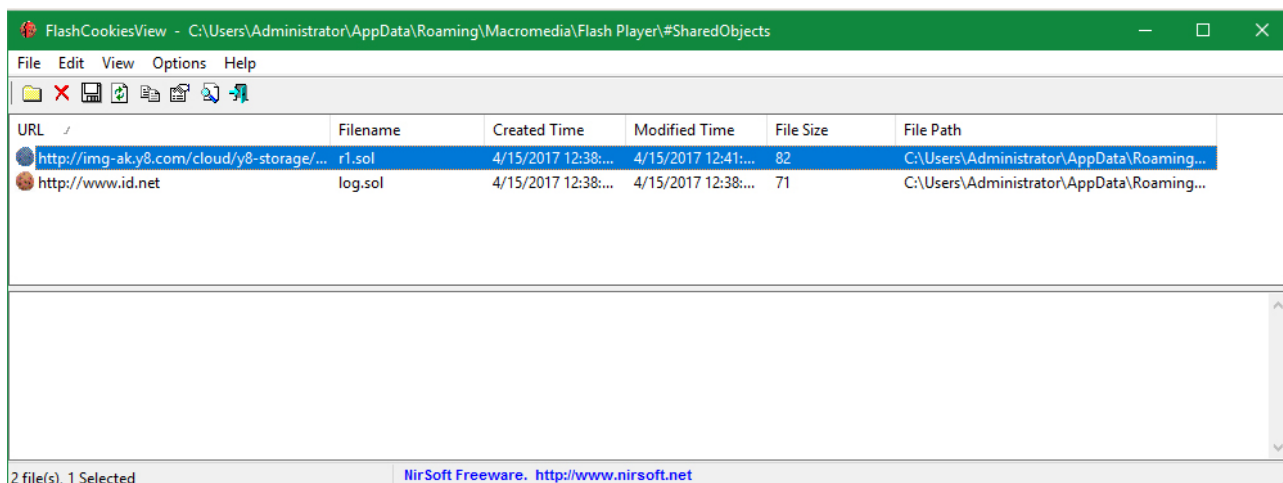 FlashCookiesView - C:\Users\Administrator\AppData\Roaming\Macromedia\Flash Player\#SharedObjects
File Edit View Options Help
URL / Filename Created Time Modified Time File Size File Path
http://img-ak.y8.com/cloud/y8-storage/... r1.sol 4/15/2017 12:38:... 4/15/2017 12:41:... 82 C:\Users\Administrator\AppData\Roaming...
http://www.id.net log.sol 4/15/2017 12:38:... 4/15/2017 12:38:... 71 C:\Users\Administrator\AppData\Roaming...
2 file(s), 1 Selected NirSoft Freeware. http://www.nirsoft.net